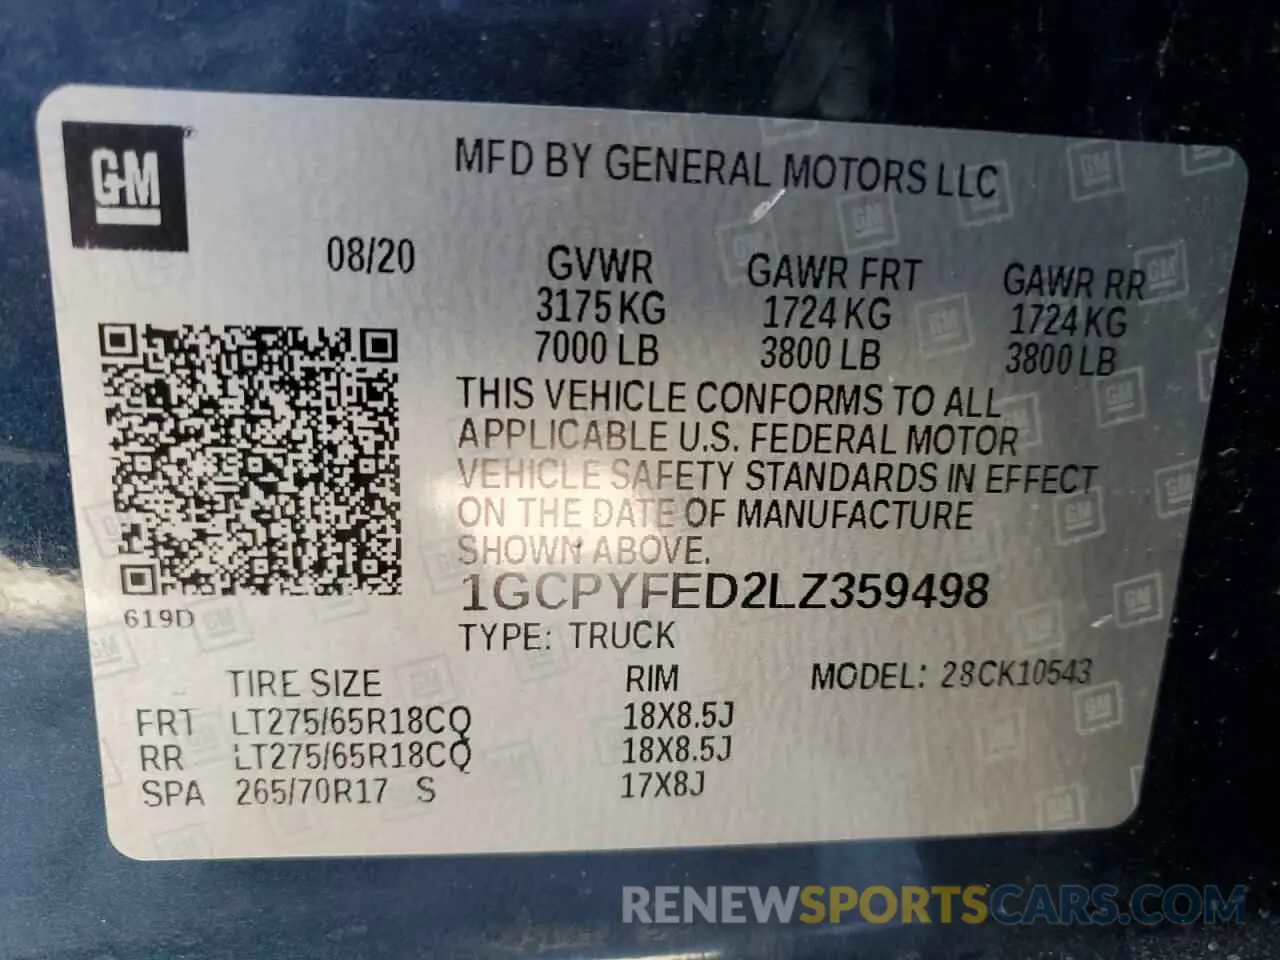 GM
MFD BY GENERAL MOTORS LLC
08/20
GVWR GAWR FRT GAWR RR
3175 KG 1724 KG 1724 KG
7000 LB 3800 LB 3800 LB
THIS VEHICLE CONFORMS TO ALL
APPLICABLE U.S. FEDERAL MOTOR
VEHICLE SAFETY STANDARDS IN EFFECT
ON THE DATE OF MANUFACTURE
SHOWN ABOVE.
1GCPYFED2LZ359498
619D
TYPE: TRUCK
TIRE SIZE RIM MODEL: 28CK10543
FRT LT275/65R18CQ 18X8.5J
RR LT275/65R18CQ 18X8.5J
SPA 265/70R17 S 17X8J
RENEWSPORTSCARS.COM